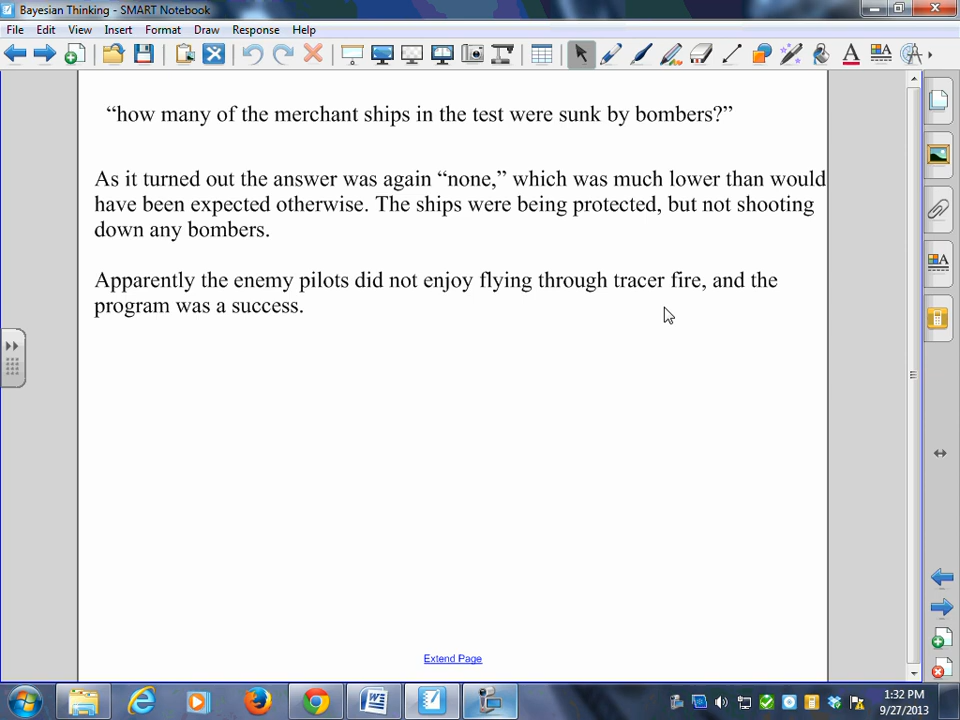 Bayesian Thinking - SMART Notebook
File Edit View Insert Format Draw Response Help
“how many of the merchant ships in the test were sunk by bombers?”
As it turned out the answer was again “none,” which was much lower than would
have been expected otherwise. The ships were being protected, but not shooting
down any bombers.
Apparently the enemy pilots did not enjoy flying through tracer fire, and the
program was a success.
Extend Page
1:32 PM
9/27/2013